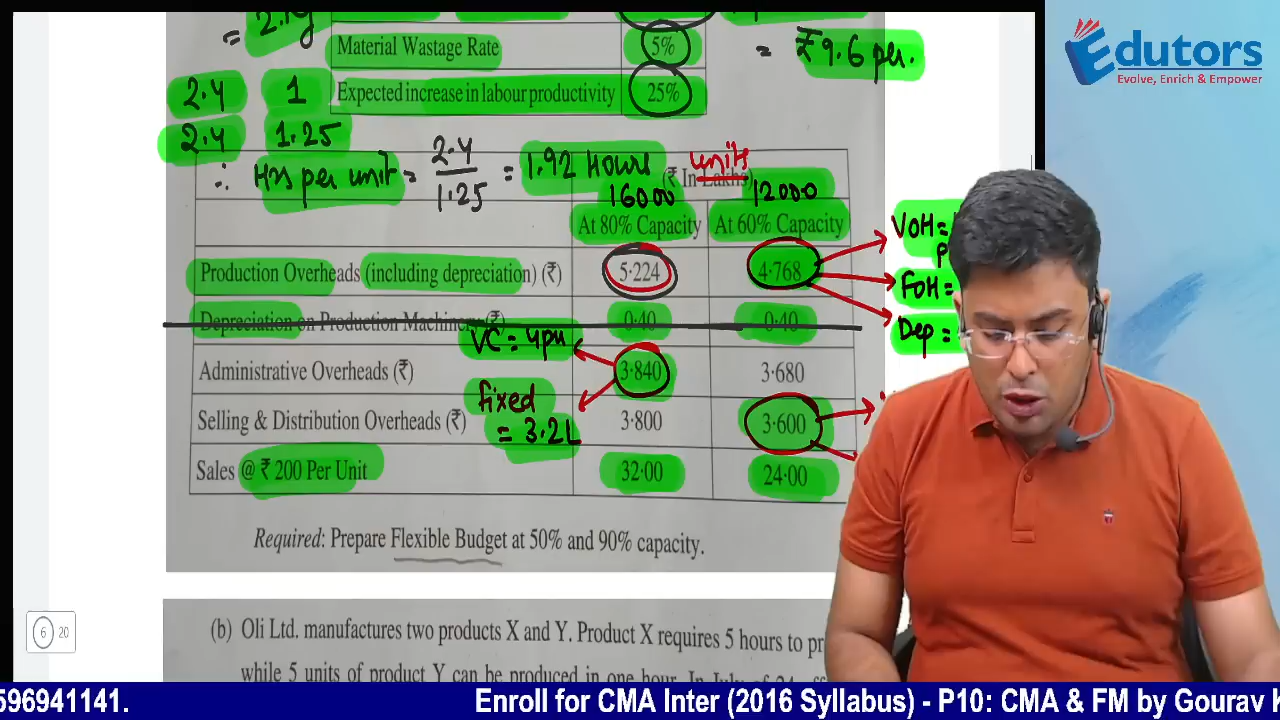 = 2.1g
Material Wastage Rate 5%
= ₹9.6 per.
Edutors
Evolve, Enrich & Empower
2.4 1
Expected increase in labour productivity 25%
2.4 1.25
∴ Hrs per unit = 2.4/1.25 = 1.92 Hours
units
(₹ In Lakhs)
16000 12000
At 80% Capacity At 60% Capacity
VOH=
Production Overheads (including depreciation) (₹) 5·224 4·768
FOH=
Depreciation on Production Machinery (₹) 0·40 0·40
Dep =
VC = 4pu
Administrative Overheads (₹) 3·840 3·680
fixed
= 3.2L
Selling & Distribution Overheads (₹) 3·800 3·600
Sales @ ₹ 200 Per Unit 32·00 24·00
Required: Prepare Flexible Budget at 50% and 90% capacity.
6 20
(b) Oli Ltd. manufactures two products X and Y. Product X requires 5 hours to
while 5 units of product Y can be produced in one hour. In July
596941141. Enroll for CMA Inter (2016 Syllabus) - P10: CMA & FM by Gourav